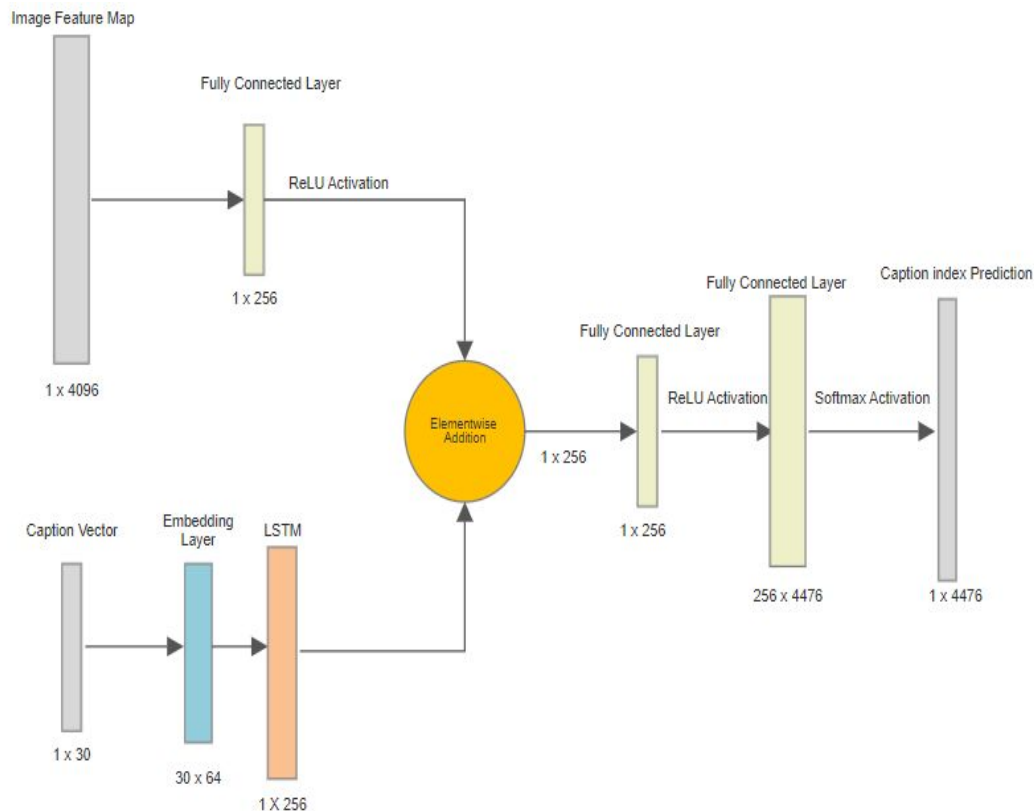 Image Feature Map
Fully Connected Layer
ReLU Activation
1 x 256
1 x 4096
Elementwise
Addition
1 x 256
Fully Connected Layer
1 x 256
ReLU Activation
Fully Connected Layer
256 x 4476
Softmax Activation
Caption index Prediction
1 x 4476
Caption Vector
1 x 30
Embedding
Layer
30 x 64
LSTM
1 X 256